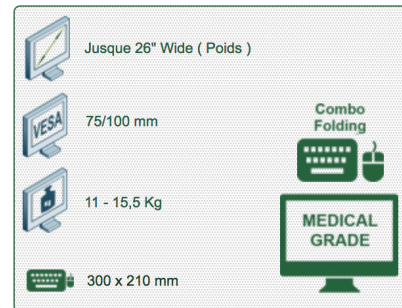 Jusque 26" Wide ( Poids )
VESA
75/100 mm
Combo
Folding
KG
11 - 15,5 Kg
MEDICAL
GRADE
300 x 210 mm